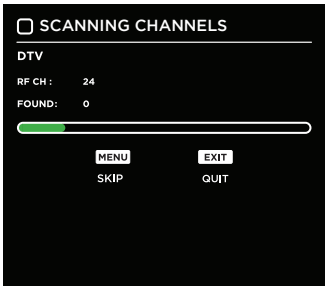 SCANNING CHANNELS
DTV
RF CH : 24
FOUND: 0
MENU EXIT
SKIP QUIT